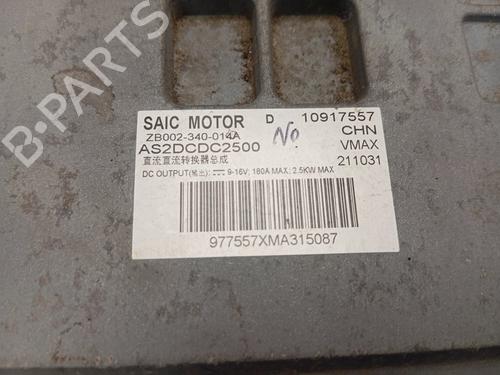 SAIC MOTOR D 10917557
ZB002-340-014A No CHN
AS2DCDC2500 VMAX
直流直流转换器总成 211031
DC OUTPUT(输出): 9-16V; 180A MAX; 2.5KW MAX
977557XMA315087
B-PARTS